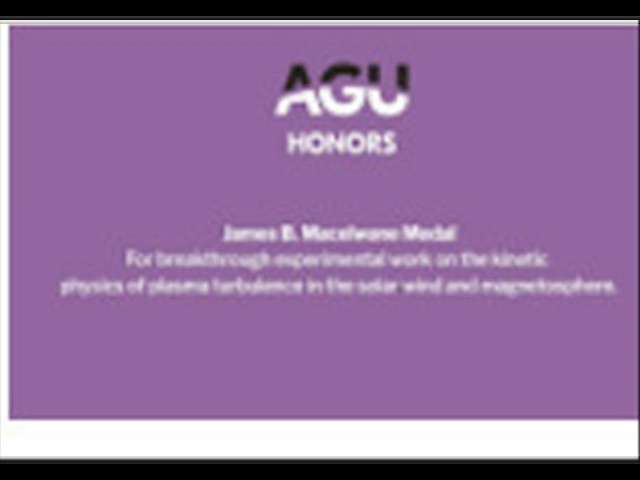 AGU
HONORS
James B. Macelwane Medal
For breakthrough experimental work on the kinetic
physics of plasma turbulence in the solar wind and magnetosphere.